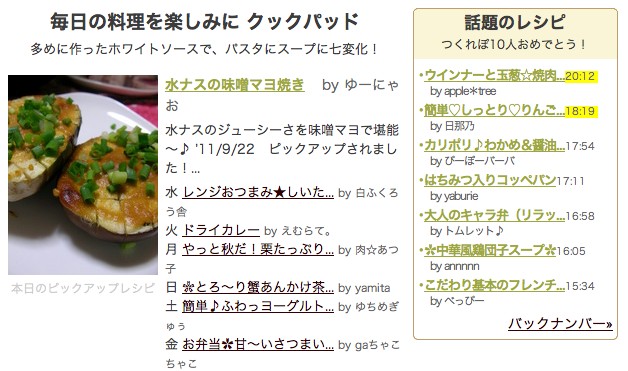 毎日の料理を楽しみに クックパッド
多めに作ったホワイトソースで、パスタにスープに七変化！
水ナスの味噌マヨ焼き by ゆーにゃ
お
水ナスのジューシーさを味噌マヨで堪能
〜♪ '11/9/22 ピックアップされまし
た！...
本日のピックアップレシピ
水 レンジおつまみ★しいた... by 白ふくろ
う舎
火 ドライカレー by えむらて。
月 やっと秋だ！栗たっぷり... by 肉☆あつ
子
日 ✿とろ〜り蟹あんかけ茶... by yamita
土 簡単♪ふわっヨーグルト... by ゆちめぎ
ゅぅ
金 お弁当✿甘〜いさつまい... by gaちゃこ
ちゃこ
話題のレシピ
つくれぽ10人おめでとう！
・ウインナーと玉葱☆焼肉...20:12
by apple＊tree
・簡単♡しっとり♡りんご...18:19
by 日那乃
・カリポリ♪わかめ＆醤油...17:54
by ぴーぽーパーパ
・はちみつ入りコッペパン17:11
by yaburie
・大人のキャラ弁（リラッ...16:58
by トムレット♪
・✿中華風鶏団子スープ✿16:05
by annnnn
・こだわり基本のフレンチ...15:34
by べっぴー
バックナンバー»